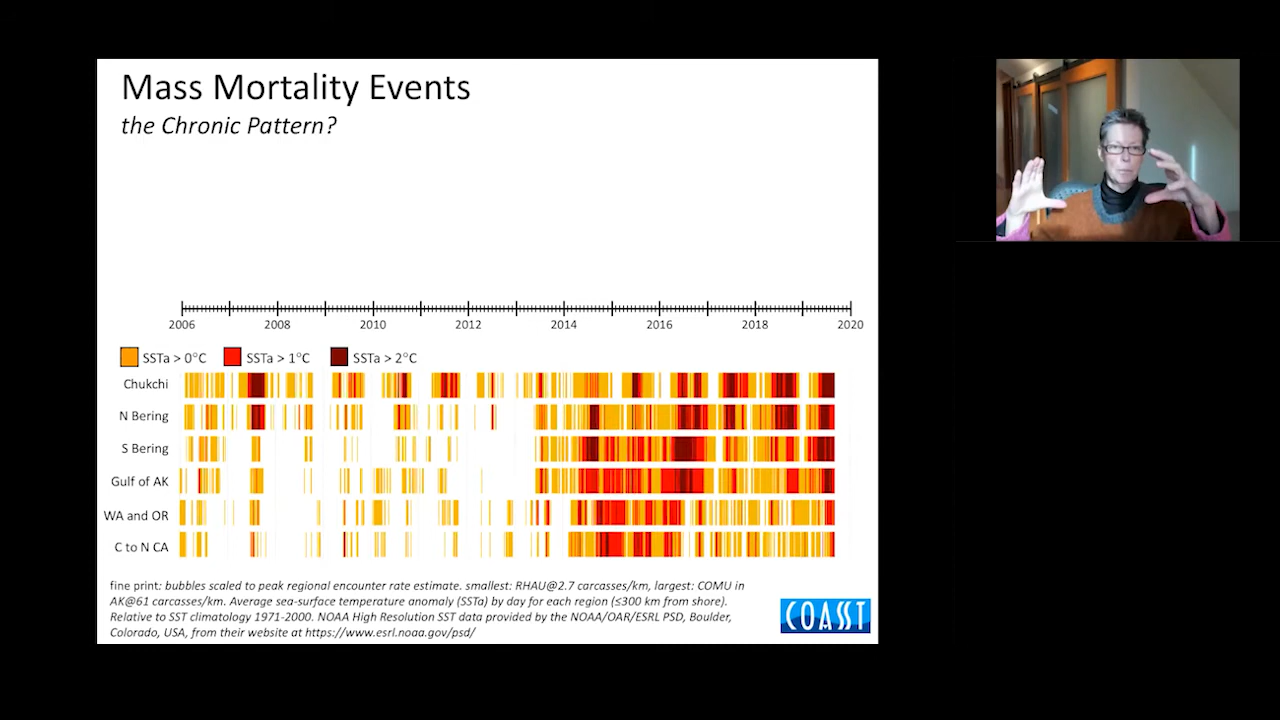 Mass Mortality Events
the Chronic Pattern?
2006 2008 2010 2012 2014 2016 2018 2020
SSTa > 0°C SSTa > 1°C SSTa > 2°C
Chukchi
N Bering
S Bering
Gulf of AK
WA and OR
C to N CA
fine print: bubbles scaled to peak regional encounter rate estimate. smallest: RHAU@2.7 carcasses/km, largest: COMU in
AK@61 carcasses/km. Average sea-surface temperature anomaly (SSTa) by day for each region (≤300 km from shore).
Relative to SST climatology 1971-2000. NOAA High Resolution SST data provided by the NOAA/OAR/ESRL PSD, Boulder,
Colorado, USA, from their website at https://www.esrl.noaa.gov/psd/
COASST